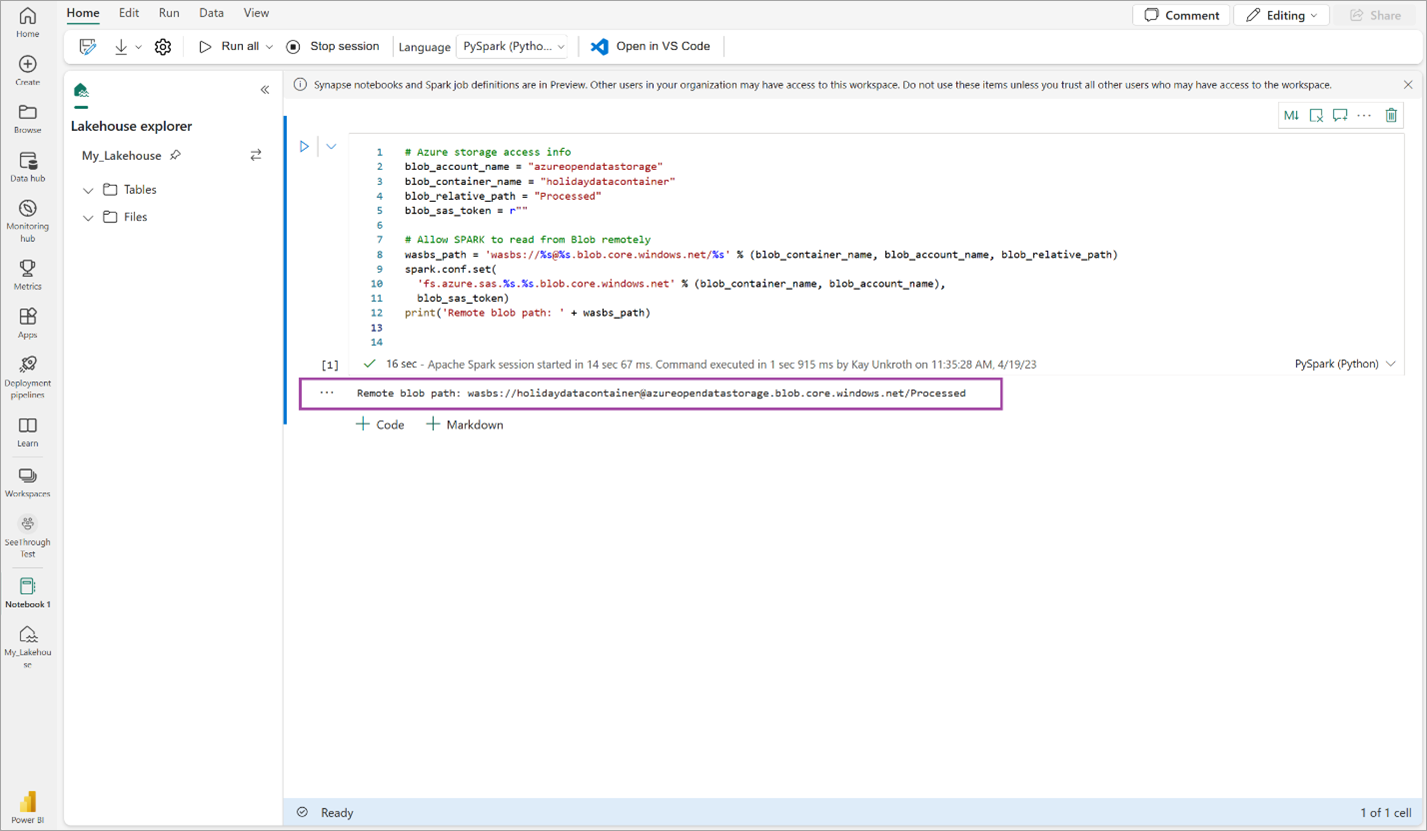 Home
Create
Browse
Data hub
Monitoring
hub
Metrics
Apps
Deployment
pipelines
Learn
Workspaces
SeeThrough
Test
Notebook 1
My_Lakehou
se
Power BI
Home Edit Run Data View
Comment Editing Share
Run all Stop session Language PySpark (Pytho... Open in VS Code
Lakehouse explorer
My_Lakehouse
Tables
Files
Synapse notebooks and Spark job definitions are in Preview. Other users in your organization may have access to this workspace. Do not use these items unless you trust all other users who may have access to the workspace.
M↓ ...
1 # Azure storage access info
2 blob_account_name = "azureopendatastorage"
3 blob_container_name = "holidaydatacontainer"
4 blob_relative_path = "Processed"
5 blob_sas_token = r""
6
7 # Allow SPARK to read from Blob remotely
8 wasbs_path = 'wasbs://%s@%s.blob.core.windows.net/%s' % (blob_container_name, blob_account_name, blob_relative_path)
9 spark.conf.set(
10 'fs.azure.sas.%s.%s.blob.core.windows.net' % (blob_container_name, blob_account_name),
11 blob_sas_token)
12 print('Remote blob path: ' + wasbs_path)
13
14
[1] 16 sec - Apache Spark session started in 14 sec 67 ms. Command executed in 1 sec 915 ms by Kay Unkroth on 11:35:28 AM, 4/19/23 PySpark (Python)
... Remote blob path: wasbs://holidaydatacontainer@azureopendatastorage.blob.core.windows.net/Processed
+ Code + Markdown
Ready 1 of 1 cell